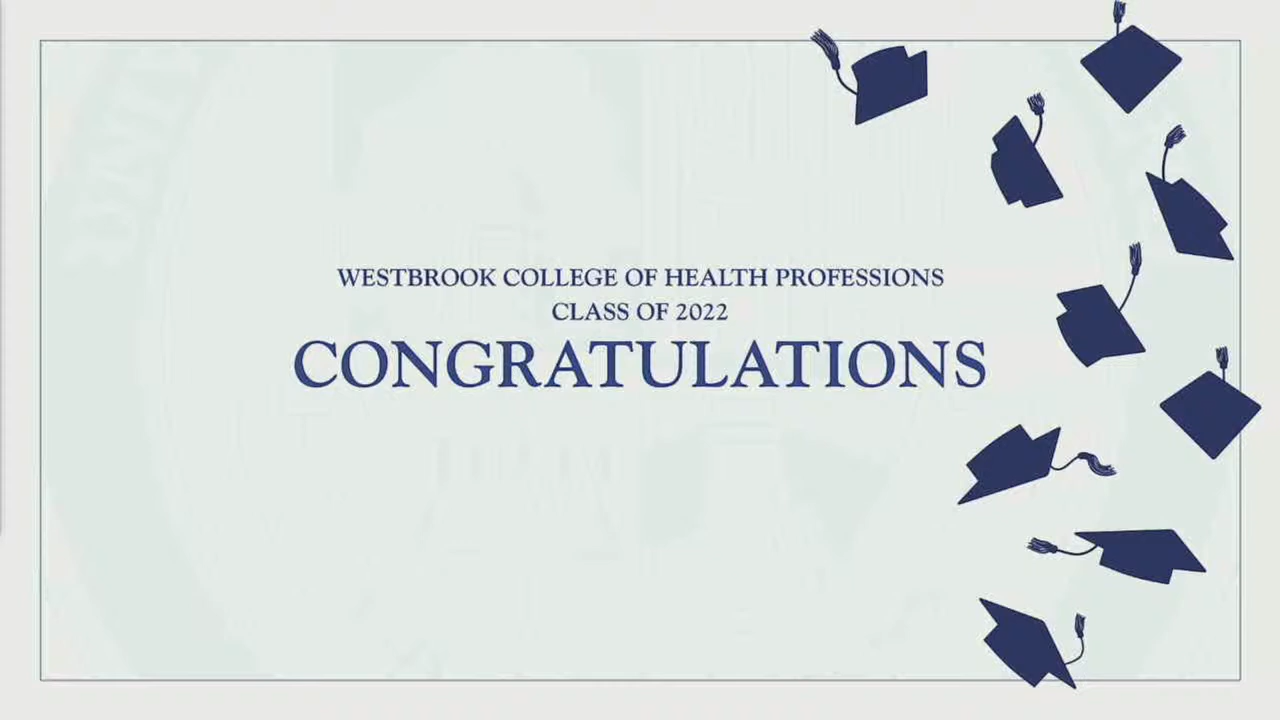 WESTBROOK COLLEGE OF HEALTH PROFESSIONS
CLASS OF 2022
CONGRATULATIONS